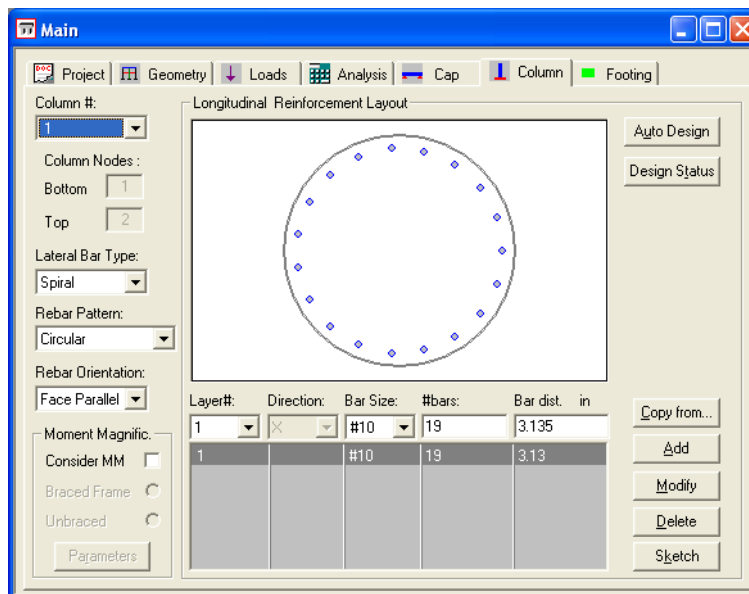 Main
Project Geometry Loads Analysis Cap Column Footing
Column #:
1
Column Nodes :
Bottom 1
Top 2
Lateral Bar Type:
Spiral
Rebar Pattern:
Circular
Rebar Orientation:
Face Parallel
Moment Magnific.
Consider MM
Braced Frame
Unbraced
Parameters
Longitudinal Reinforcement Layout
Layer#: Direction: Bar Size: #bars: Bar dist. in
1 X #10 19 3.135
1 #10 19 3.13
Auto Design
Design Status
Copy from...
Add
Modify
Delete
Sketch